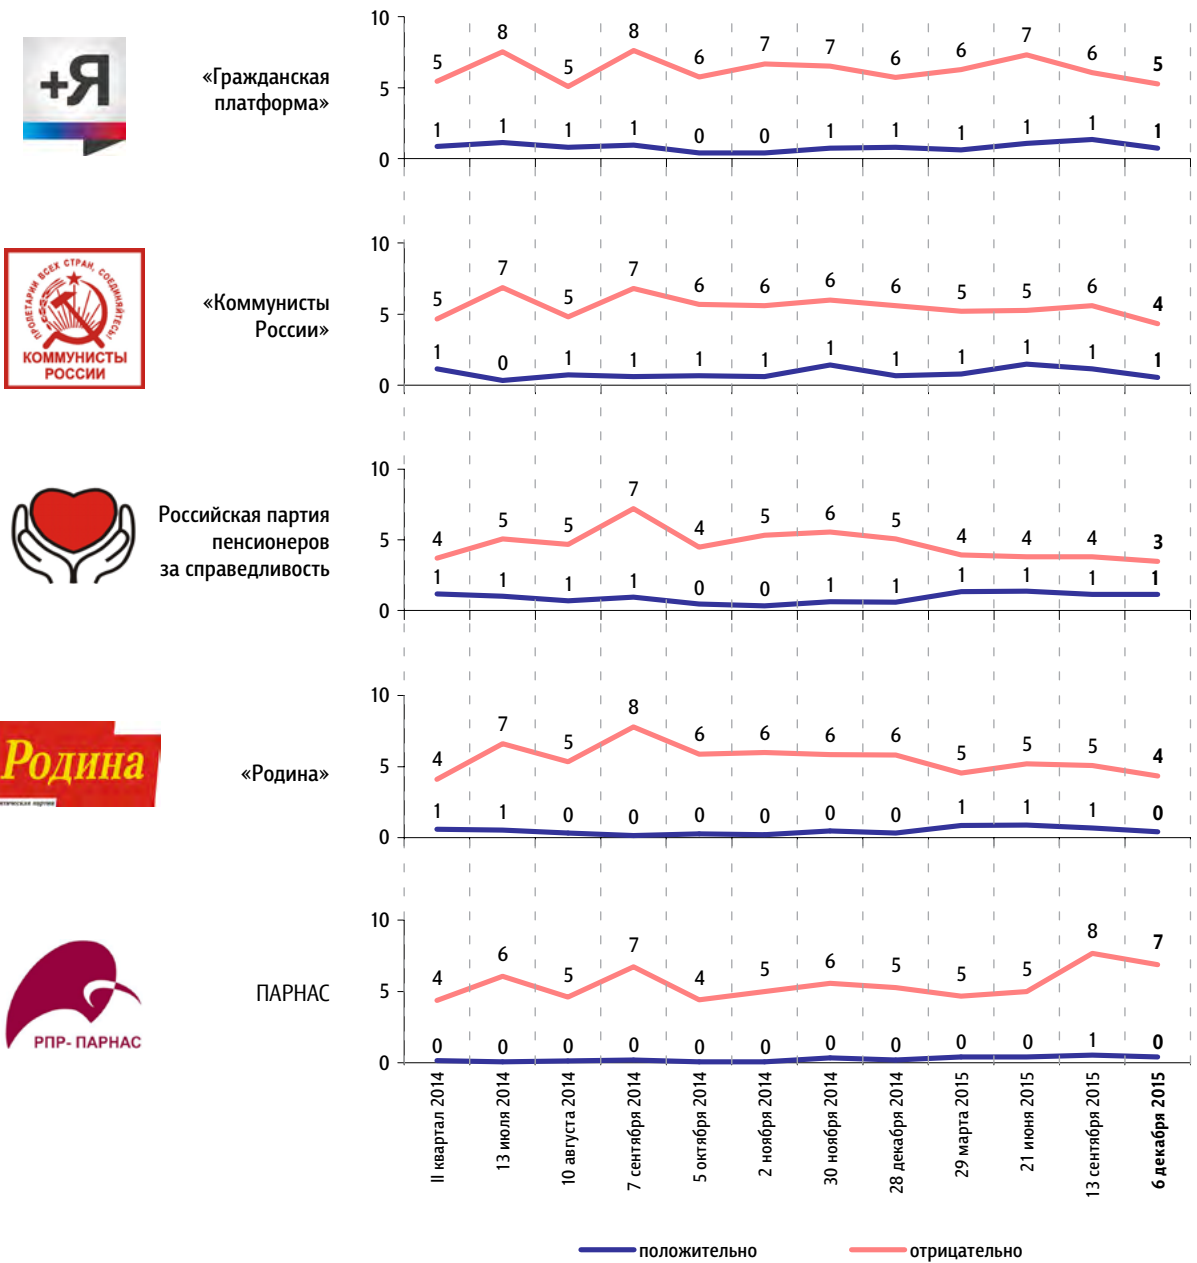 +Я
«Гражданская
платформа»
10
5
0
5 8 5 8 6 7 7 6 6 7 6 5
1 1 1 1 0 0 1 1 1 1 1 1
ПРОЛЕТАРИИ ВСЕХ СТРАН, СОЕДИНЯЙТЕСЬ!
КОММУНИСТЫ
РОССИИ
«Коммунисты
России»
10
5
0
5 7 5 7 6 6 6 6 5 5 6 4
1 0 1 1 1 1 1 1 1 1 1 1
Российская партия
пенсионеров
за справедливость
10
5
0
4 5 5 7 4 5 6 5 4 4 4 3
1 1 1 1 0 0 1 1 1 1 1 1
Родина
«Родина»
10
5
0
4 7 5 8 6 6 6 6 5 5 5 4
1 1 0 0 0 0 0 0 1 1 1 0
РПР- ПАРНАС
ПАРНАС
10
5
0
4 6 5 7 4 5 6 5 5 5 8 7
0 0 0 0 0 0 0 0 0 0 1 0
II квартал 2014
13 июля 2014
10 августа 2014
7 сентября 2014
5 октября 2014
2 ноября 2014
30 ноября 2014
28 декабря 2014
29 марта 2015
21 июня 2015
13 сентября 2015
6 декабря 2015
положительно
отрицательно